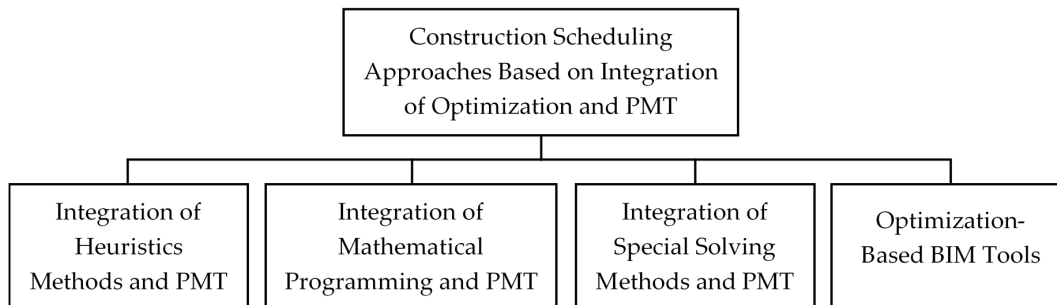 Construction Scheduling
Approaches Based on Integration
of Optimization and PMT
Integration of
Heuristics
Methods and PMT
Integration of
Mathematical
Programming and PMT
Integration of
Special Solving
Methods and PMT
Optimization-
Based BIM Tools